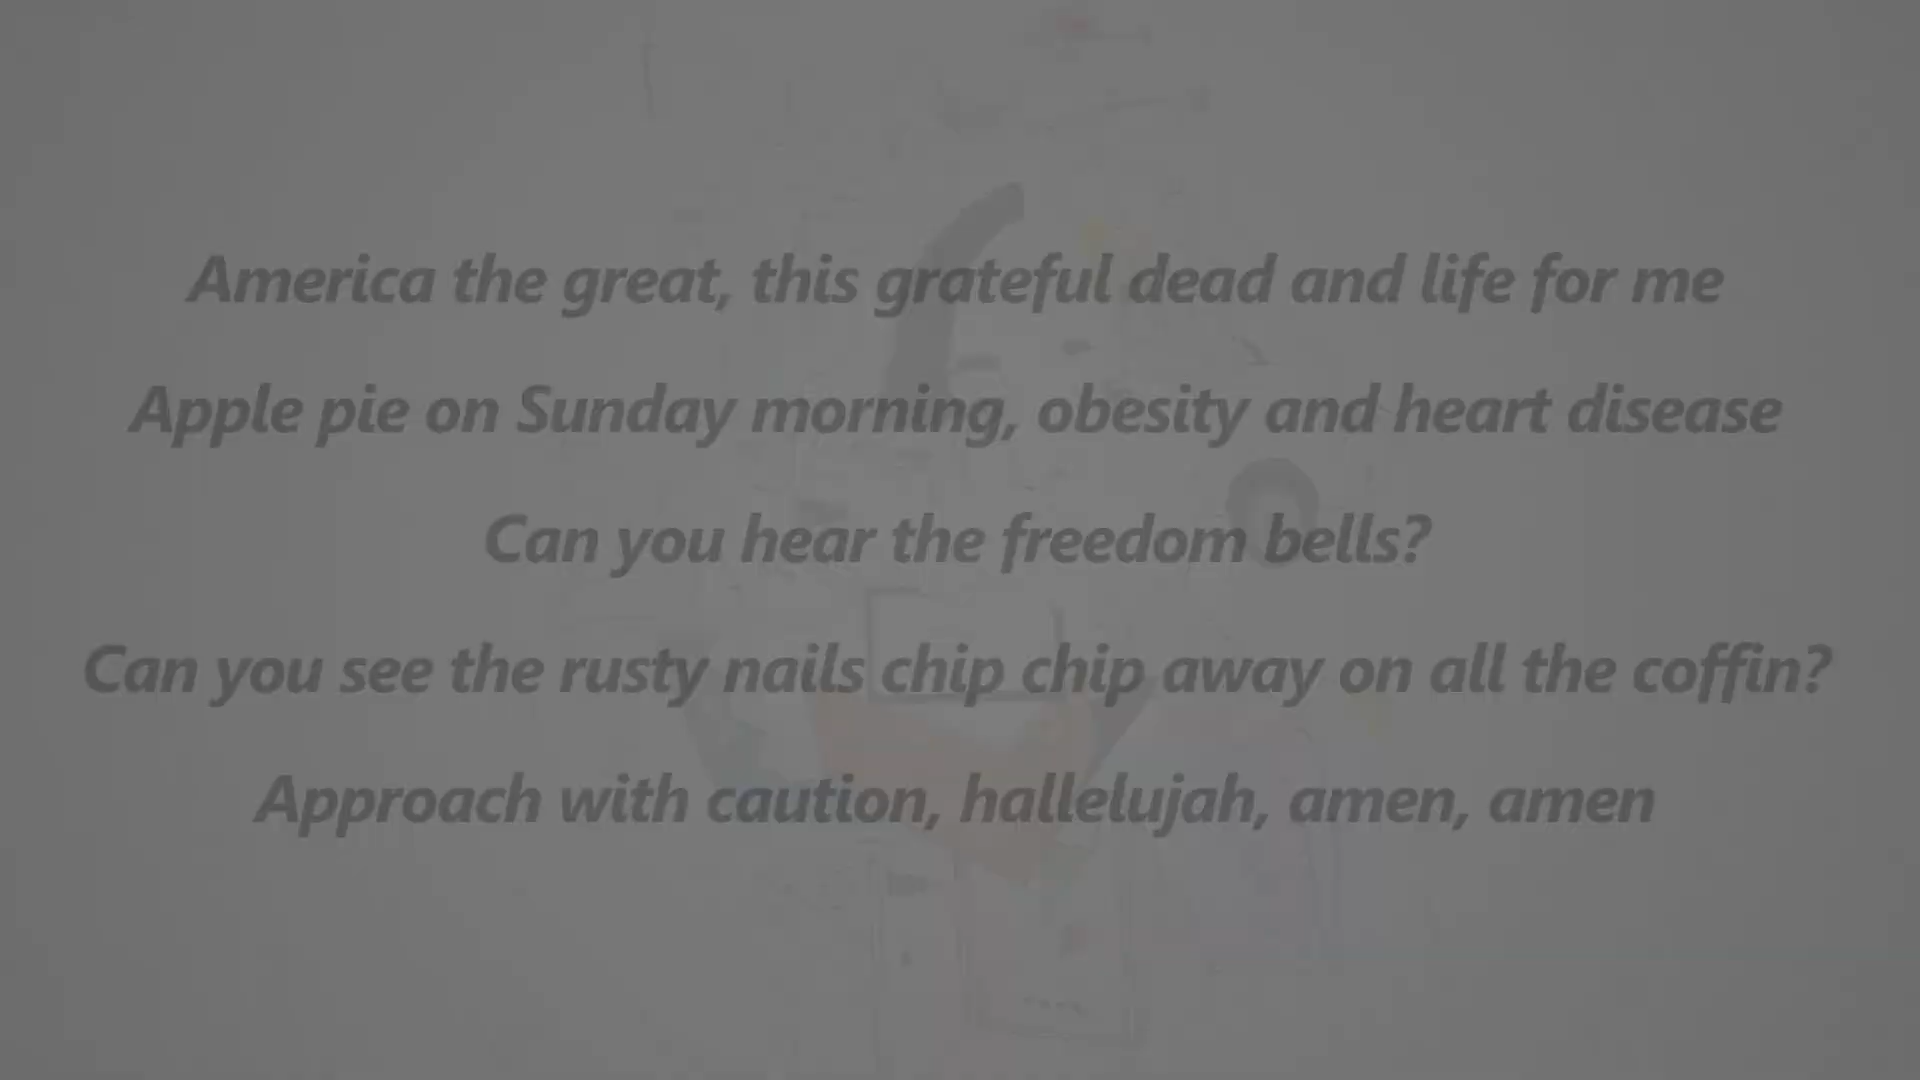 America the great, this grateful dead and life for me
Apple pie on Sunday morning, obesity and heart disease
Can you hear the freedom bells?
Can you see the rusty nails chip chip away on all the coffin?
Approach with caution, hallelujah, amen, amen